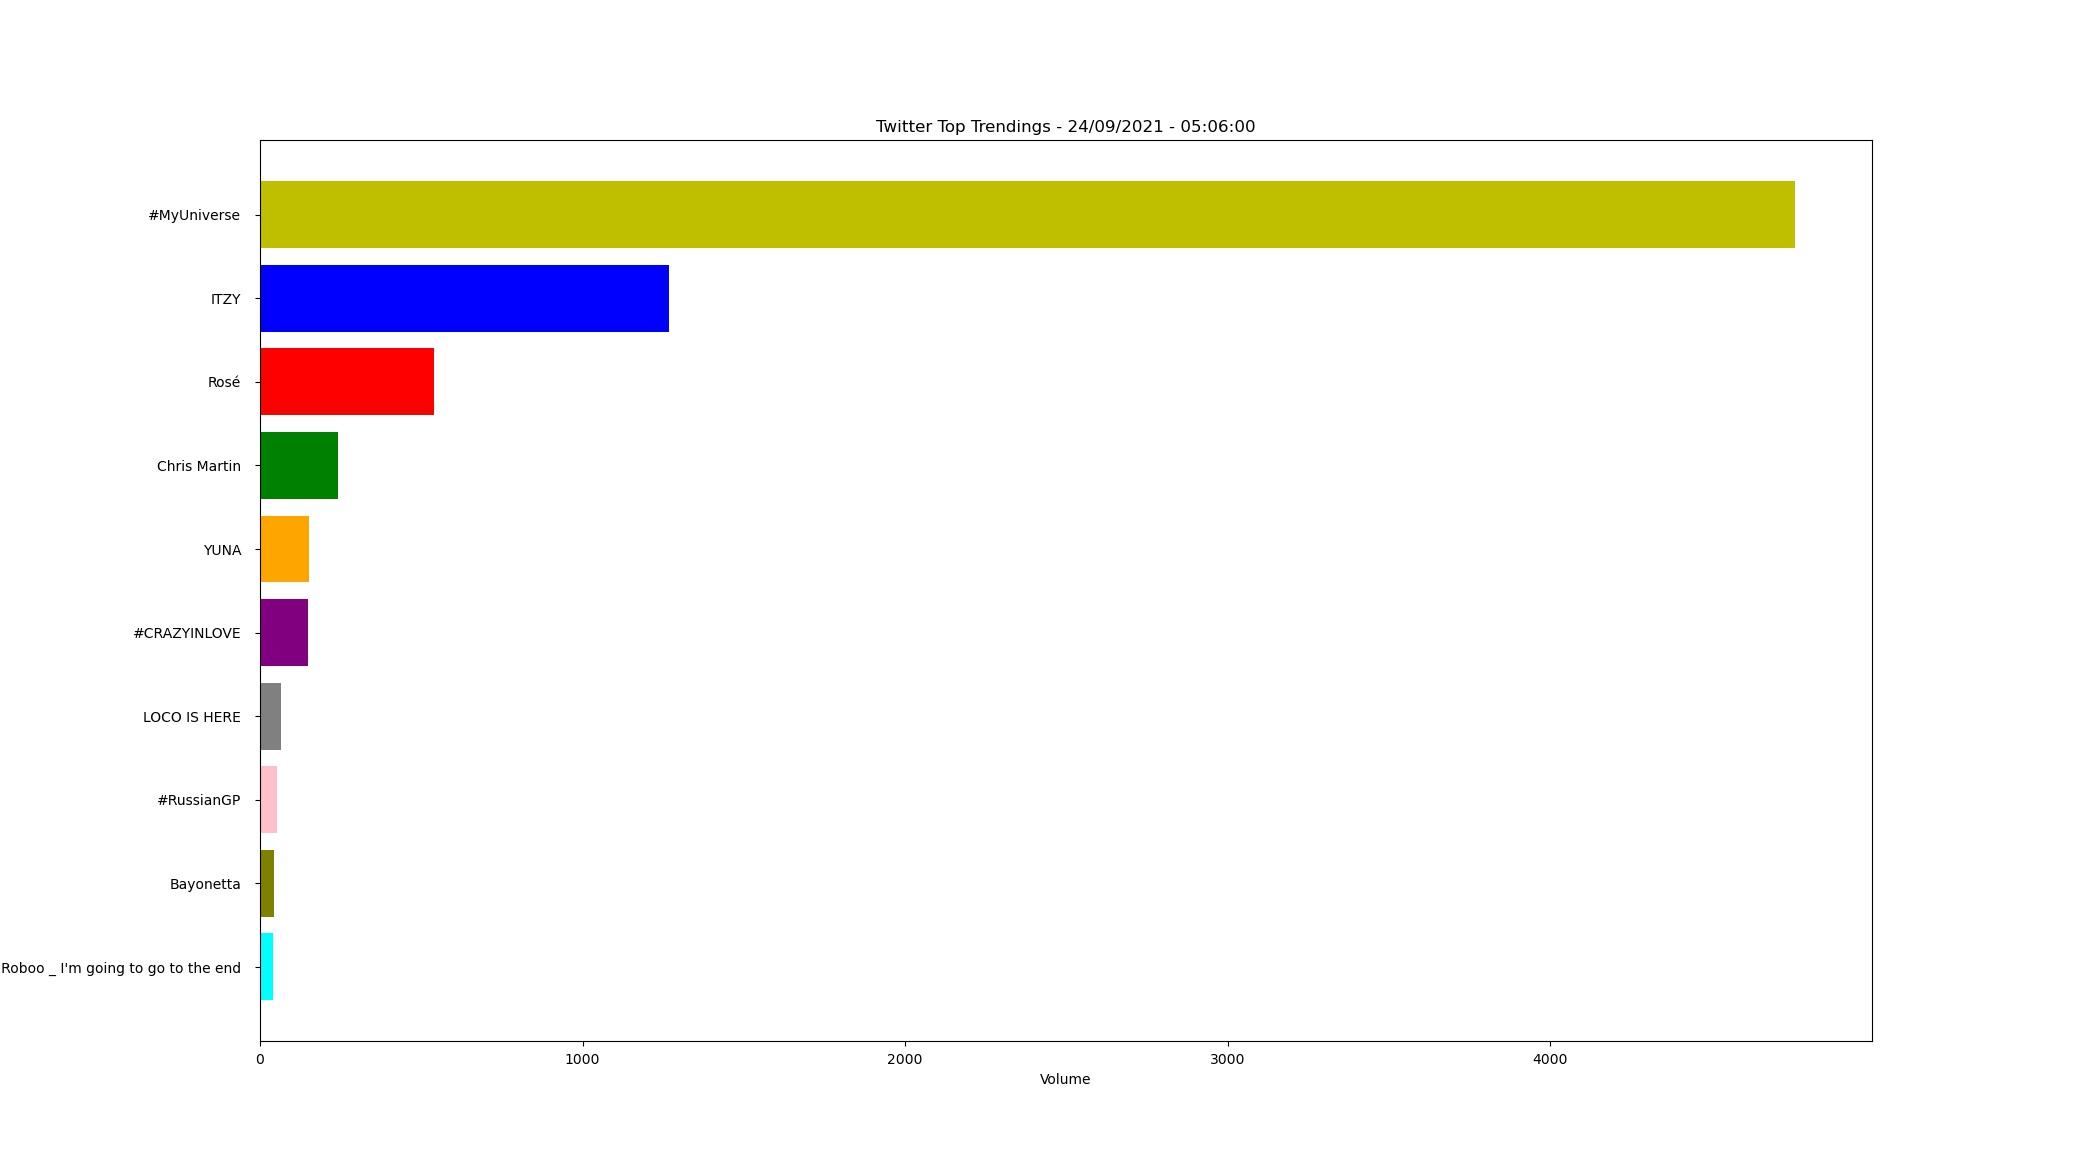 Twitter Top Trendings - 24/09/2021 - 05:06:00
#MyUniverse
ITZY
Rosé
Chris Martin
YUNA
#CRAZYINLOVE
LOCO IS HERE
#RussianGP
Bayonetta
Roboo _ I'm going to go to the end
0 1000 2000 3000 4000
Volume